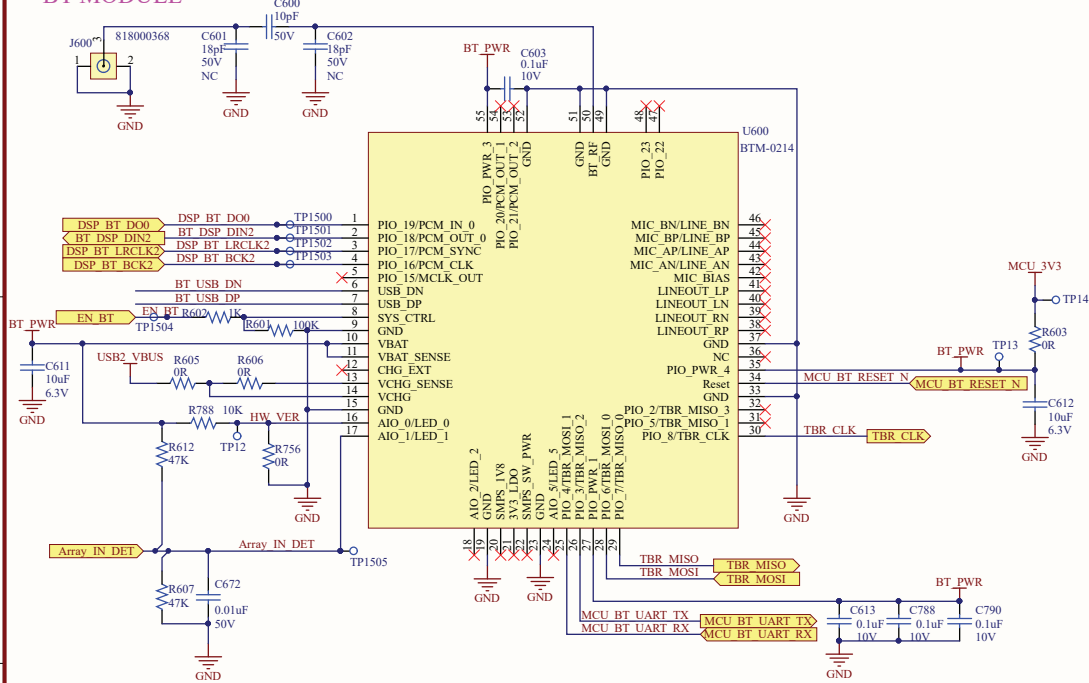 BT MODULE
C600
10pF
50V
J600
3
818000368
1
2
GND
C601
18pF
50V
NC
GND
C602
18pF
50V
NC
GND
BT_PWR
C603
0.1uF
10V
55
54
53
52
51
50
49
48
47
U600
BTM-0214
PIO_PWR_3
PIO_20/PCM_OUT_1
PIO_21/PCM_OUT_2
GND
GND
BT_RF
GND
PIO_23
PIO_22
DSP_BT_DO0 DSP_BT_DO0 TP1500 1 PIO_19/PCM_IN_0
BT_DSP_DIN2 BT_DSP_DIN2 TP1501 2 PIO_18/PCM_OUT_0
DSP_BT_LRCLK2 DSP_BT_LRCLK2 TP1502 3 PIO_17/PCM_SYNC
DSP_BT_BCK2 DSP_BT_BCK2 TP1503 4 PIO_16/PCM_CLK
5 PIO_15/MCLK_OUT
BT_USB_DN 6 USB_DN
BT_USB_DP 7 USB_DP
EN_BT EN_BT TP1504 R602 1K 8 SYS_CTRL
R601 100K 9 GND
BT_PWR 10 VBAT
11 VBAT_SENSE
12 CHG_EXT
13 VCHG_SENSE
14 VCHG
15 GND
16 AIO_0/LED_0
17 AIO_1/LED_1
C611
10uF
6.3V
GND
USB2_VBUS
R605
0R
R606
0R
R788 10K
HW_VER
TP12
R756
0R
GND
R612
47K
Array_IN_DET Array_IN_DET
TP1505
R607
47K
C672
0.01uF
50V
GND
MIC_BN/LINE_BN 46
MIC_BP/LINE_BP 45
MIC_AP/LINE_AP 44
MIC_AN/LINE_AN 43
MIC_BIAS 42
LINEOUT_LP 41
LINEOUT_LN 40
LINEOUT_RN 39
LINEOUT_RP 38
GND 37
NC 36
PIO_PWR_4 35
Reset 34 MCU_BT_RESET_N MCU_BT_RESET_N
GND 33
PIO_2/TBR_MISO_3 32
PIO_5/TBR_MISO_1 31
PIO_8/TBR_CLK 30 TBR_CLK TBR_CLK
MCU_3V3
TP14
R603
0R
BT_PWR
TP13
C612
10uF
6.3V
GND
GND
AIO_2/LED_2
GND
SMPS_1V8
3V3_LDO
SMPS_SW_PWR
GND
AIO_5/LED_5
PIO_4/TBR_MOSI_1
PIO_3/TBR_MISO_2
PIO_PWR_1
PIO_6/TBR_MOSI_0
PIO_7/TBR_MISO_0
18
19
20
21
22
23
24
25
26
27
28
29
GND
GND
TBR_MISO TBR_MISO
TBR_MOSI TBR_MOSI
MCU_BT_UART_TX MCU_BT_UART_TX
MCU_BT_UART_RX MCU_BT_UART_RX
BT_PWR
C613
0.1uF
10V
C788
0.1uF
10V
C790
0.1uF
10V
GND